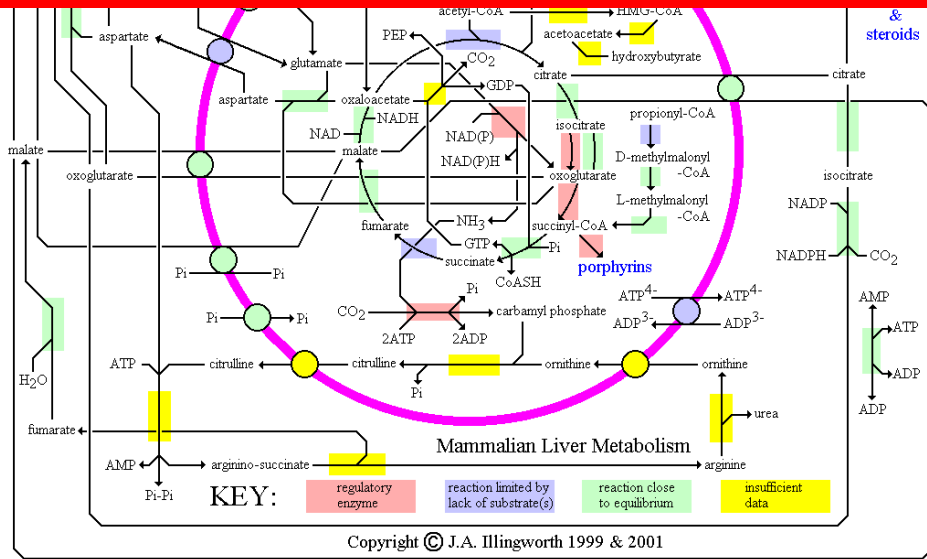 acetyl-CoA
HMG-CoA
&
steroids
aspartate
PEP
CO2
acetoacetate
hydroxybutyrate
glutamate
citrate
citrate
GDP
aspartate
oxaloacetate
NADH
NAD
NAD(P)
isocitrate
propionyl-CoA
malate
malate
NAD(P)H
D-methylmalonyl
-CoA
oxoglutarate
oxoglutarate
isocitrate
L-methylmalonyl
-CoA
NADP
fumarate
NH3
succinyl-CoA
GTP
Pi
NADPH
CO2
succinate
porphyrins
Pi
Pi
CoASH
Pi
ATP4-
ATP4-
AMP
CO2
carbamyl phosphate
Pi
Pi
ADP3-
ADP3-
ATP
2ATP
2ADP
ATP
citrulline
citrulline
ornithine
ornithine
ADP
H2O
Pi
ADP
urea
fumarate
Mammalian Liver Metabolism
AMP
arginino-succinate
arginine
Pi-Pi
KEY:
regulatory
enzyme
reaction limited by
lack of substrate(s)
reaction close
to equilibrium
insufficient
data
Copyright © J.A. Illingworth 1999 & 2001